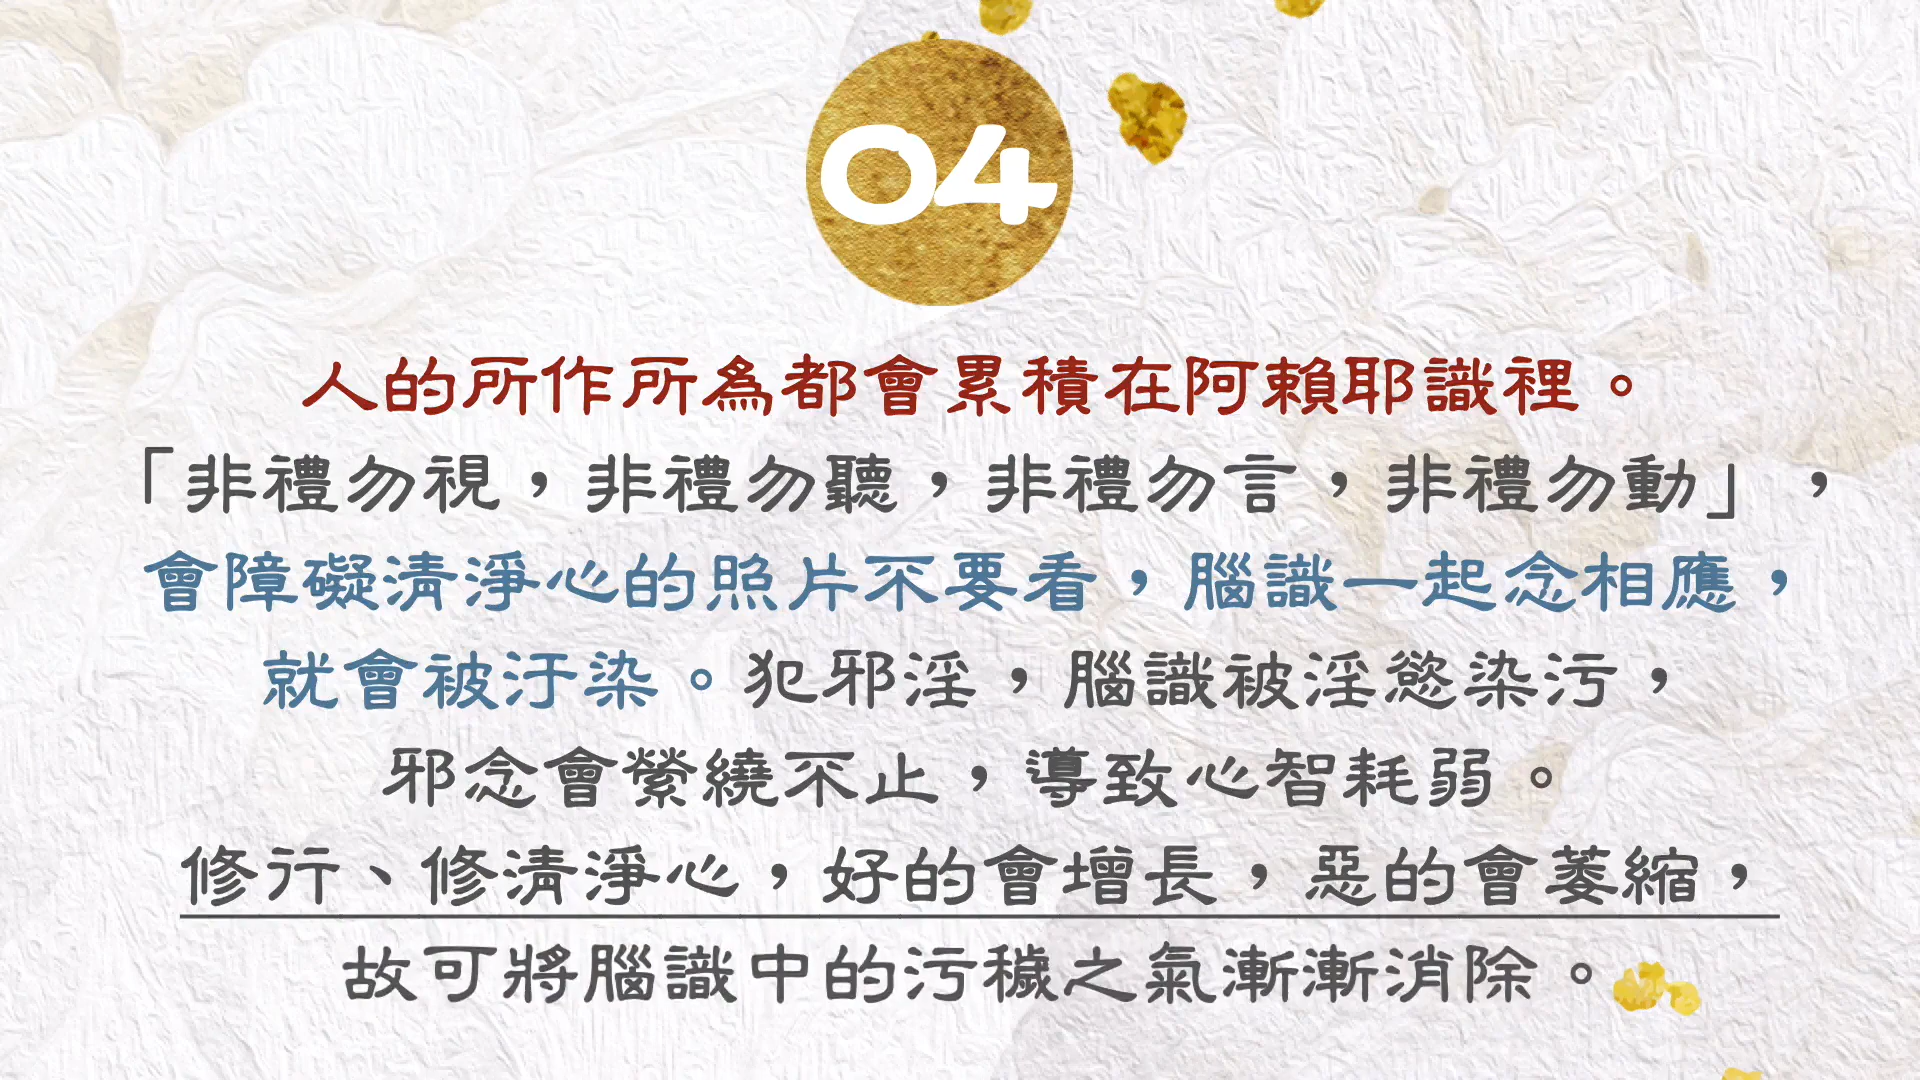 04
人的所作所為都會累積在阿賴耶識裡。
「非禮勿視，非禮勿聽，非禮勿言，非禮勿動」，
會障礙清淨心的照片不要看，腦識一起念相應，
就會被汙染。犯邪淫，腦識被淫慾染污，
邪念會縈繞不止，導致心智耗弱。
修行、修清淨心，好的會增長，惡的會萎縮，
故可將腦識中的污穢之氣漸漸消除。